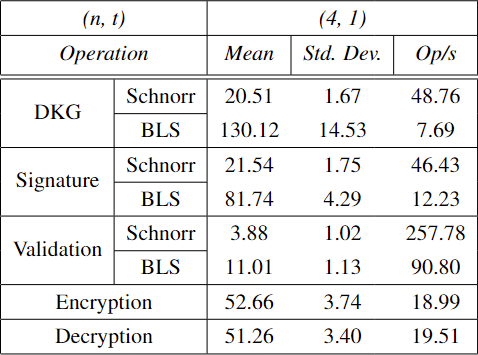 (n, t) (4, 1)
Operation Mean Std. Dev. Op/s
DKG Schnorr 20.51 1.67 48.76
BLS 130.12 14.53 7.69
Signature Schnorr 21.54 1.75 46.43
BLS 81.74 4.29 12.23
Validation Schnorr 3.88 1.02 257.78
BLS 11.01 1.13 90.80
Encryption 52.66 3.74 18.99
Decryption 51.26 3.40 19.51